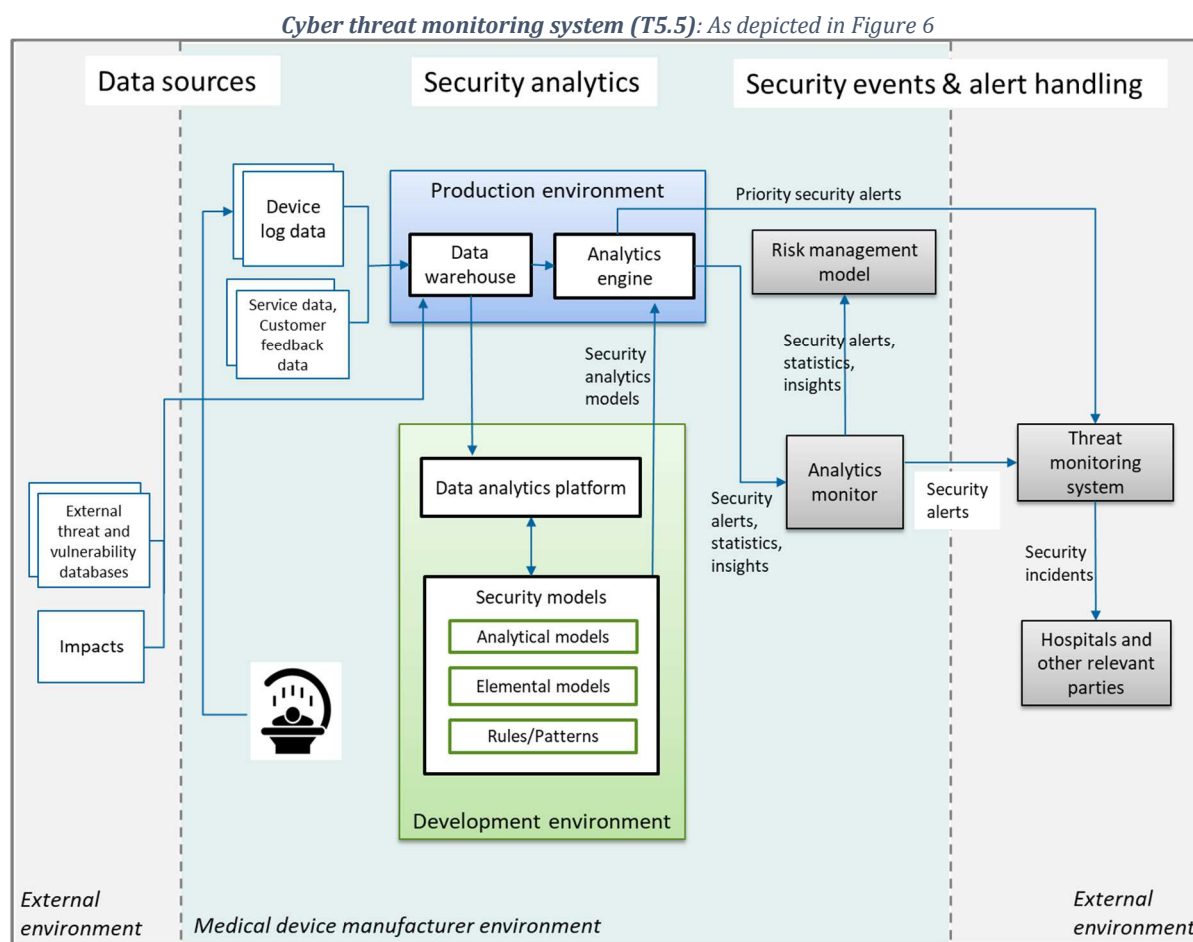 Cyber threat monitoring system (T5.5): As depicted in Figure 6
Data sources
Security analytics
Security events & alert handling
Device
log data
Service data,
Customer
feedback
data
Production environment
Data
warehouse
Analytics
engine
Priority security alerts
Risk management
model
Security
analytics
models
Security alerts,
statistics,
insights
External
threat and
vulnerability
databases
Impacts
Data analytics platform
Security models
Analytical models
Elemental models
Rules/Patterns
Development environment
Security
alerts,
statistics,
insights
Analytics
monitor
Security
alerts
Threat
monitoring
system
Security
incidents
Hospitals and
other relevant
parties
External
environment
Medical device manufacturer environment
External
environment